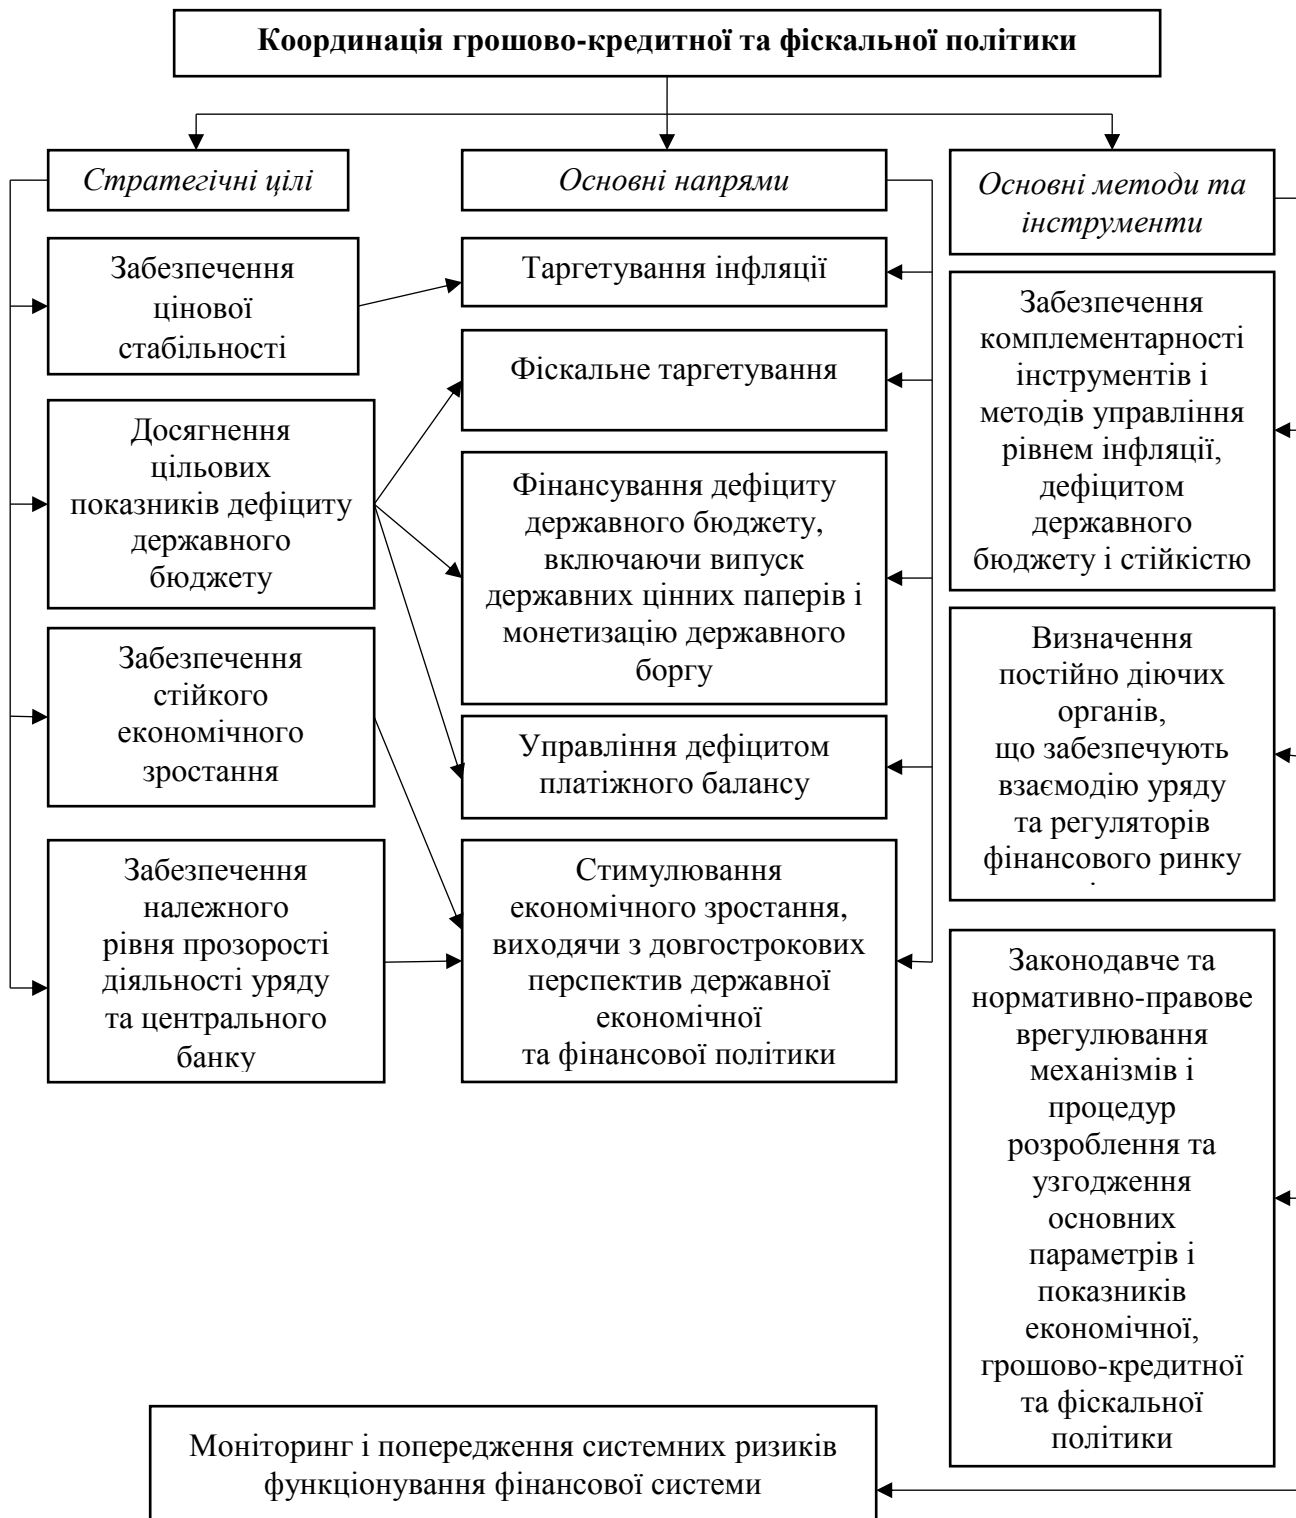 Координація грошово-кредитної та фіскальної політики
Стратегічні цілі
Забезпечення
цінової
стабільності
Досягнення
цільових
показників дефіциту
державного
бюджету
Забезпечення
стійкого
економічного
зростання
Забезпечення
належного
рівня прозорості
діяльності уряду
та центрального
банку
Основні напрями
Таргетування інфляції
Фіскальне таргетування
Фінансування дефіциту
державного бюджету,
включаючи випуск
державних цінних паперів і
монетизацію державного
боргу
Управління дефіцитом
платіжного балансу
Стимулювання
економічного зростання,
виходячи з довгострокових
перспектив державної
економічної
та фінансової політики
Основні методи та
інструменти
Забезпечення
комплементарності
інструментів і
методів управління
рівнем інфляції,
дефіцитом
державного
бюджету і стійкістю
Визначення
постійно діючих
органів,
що забезпечують
взаємодію уряду
та регуляторів
фінансового ринку
Законодавче та
нормативно-правове
врегулювання
механізмів і
процедур
розроблення та
узгодження
основних
параметрів і
показників
економічної,
грошово-кредитної
та фіскальної
політики
Моніторинг і попередження системних ризиків
функціонування фінансової системи